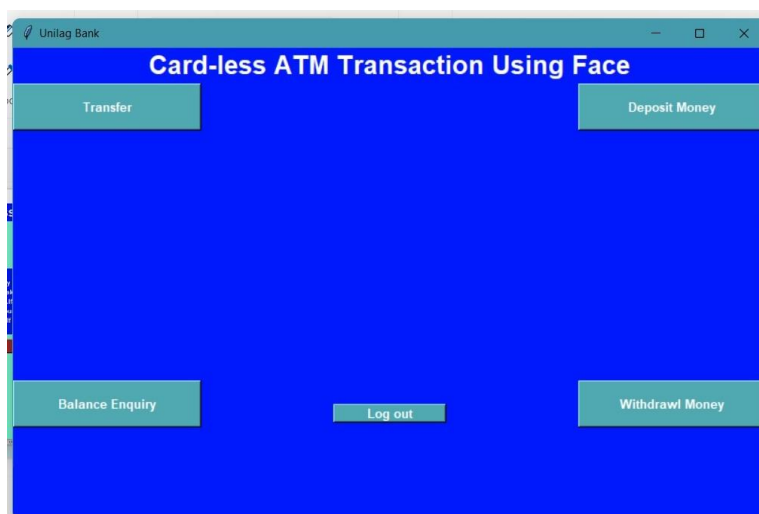 Unilag Bank
Card-less ATM Transaction Using Face
Transfer
Deposit Money
Balance Enquiry
Log out
Withdrawl Money